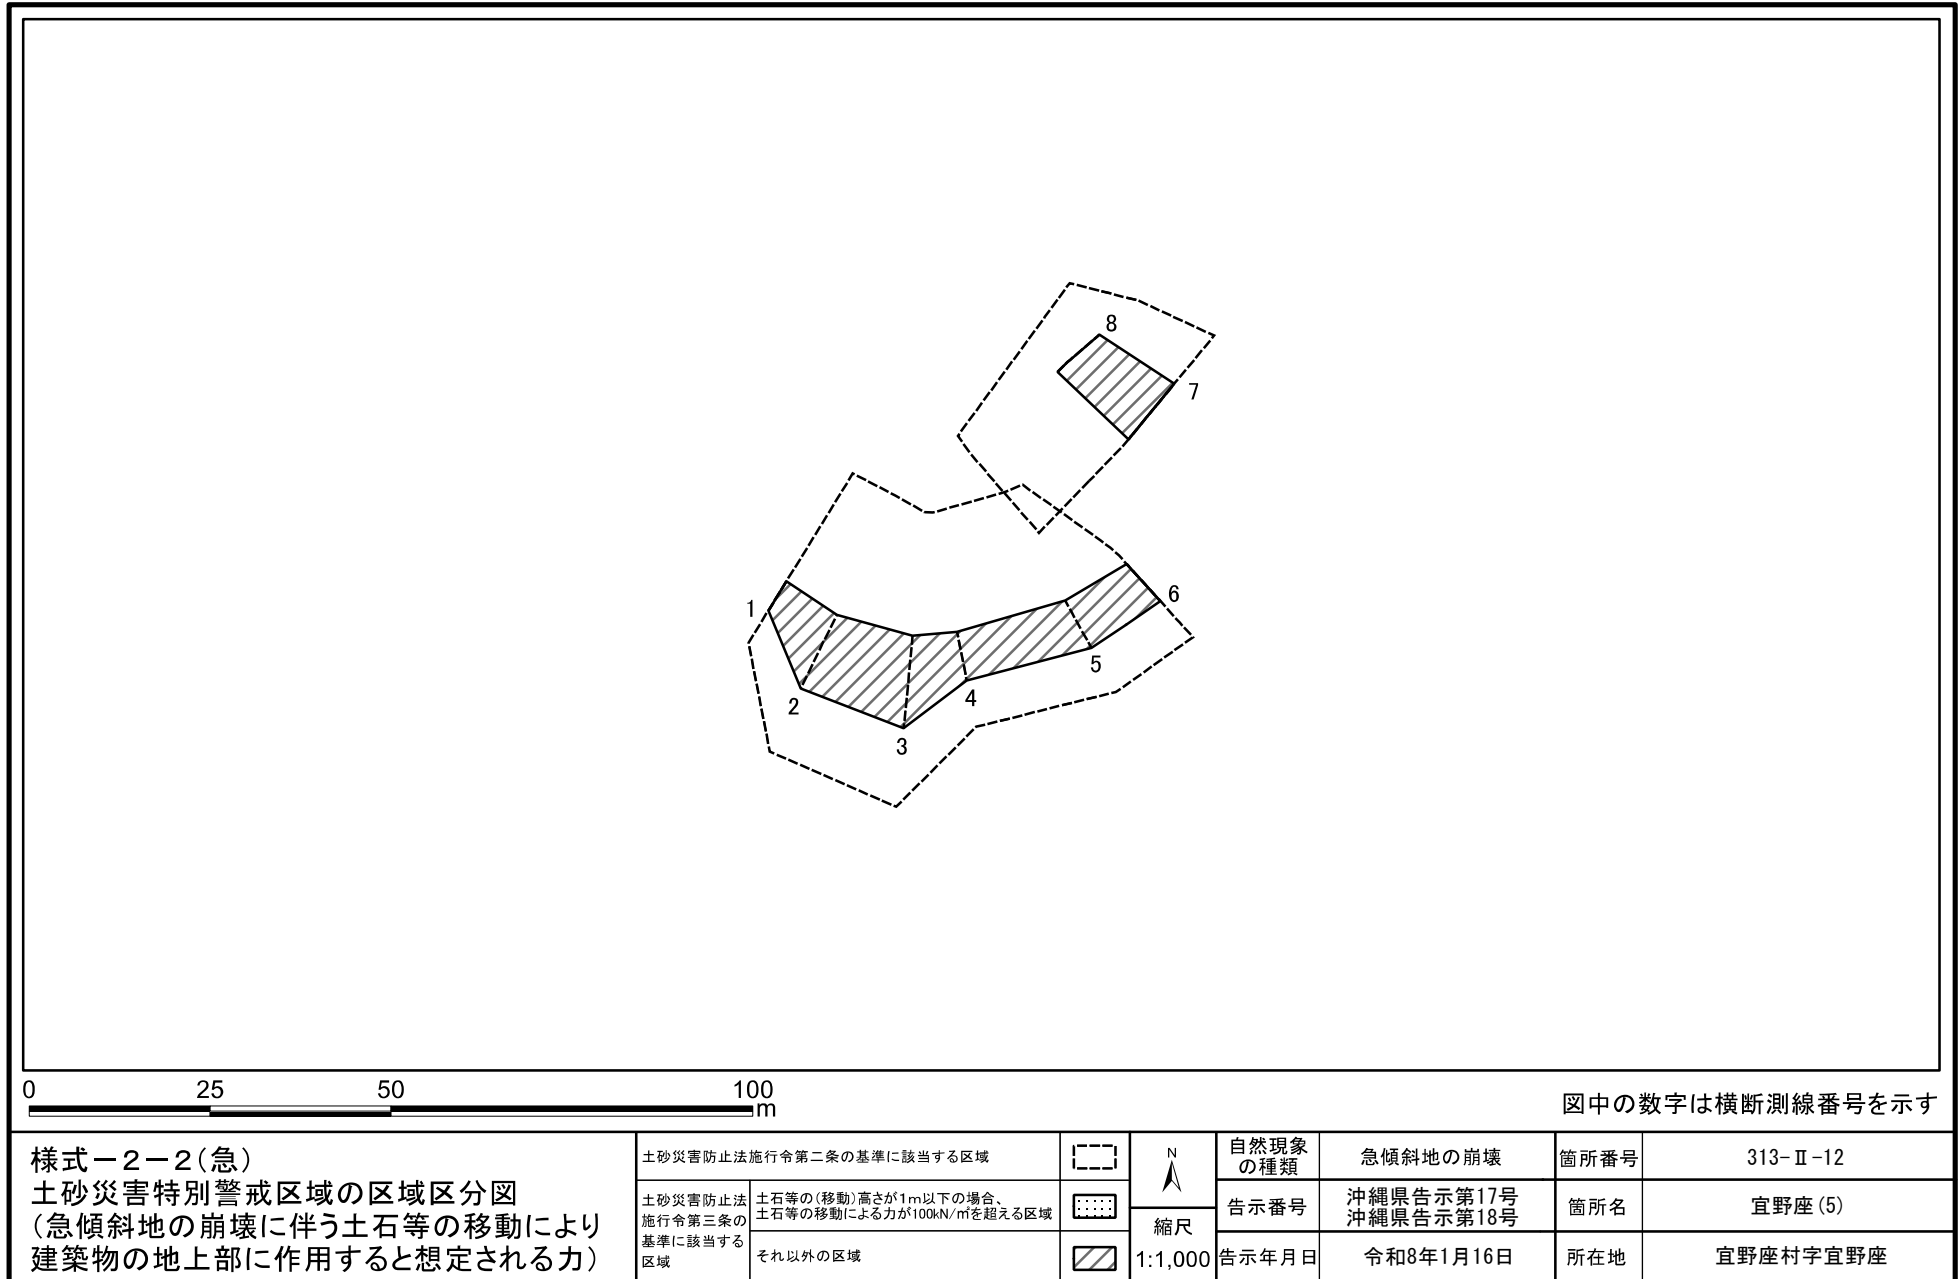 8
7
1
6
5
2
4
3
0 25 50 100
m
図中の数字は横断測線番号を示す
様式－２－２（急）
土砂災害特別警戒区域の区域区分図
（急傾斜地の崩壊に伴う土石等の移動により
建築物の地上部に作用すると想定される力）
土砂災害防止法施行令第二条の基準に該当する区域
土砂災害防止法
施行令第三条の
基準に該当する
区域
土石等の（移動）高さが1ｍ以下の場合、
土石等の移動による力が100kN/㎡を超える区域
それ以外の区域
N
縮尺
1:1,000
自然現象
の種類
急傾斜地の崩壊
箇所番号
313-Ⅱ-12
告示番号
沖縄県告示第17号
沖縄県告示第18号
箇所名
宜野座(5)
告示年月日
令和8年1月16日
所在地
宜野座村字宜野座